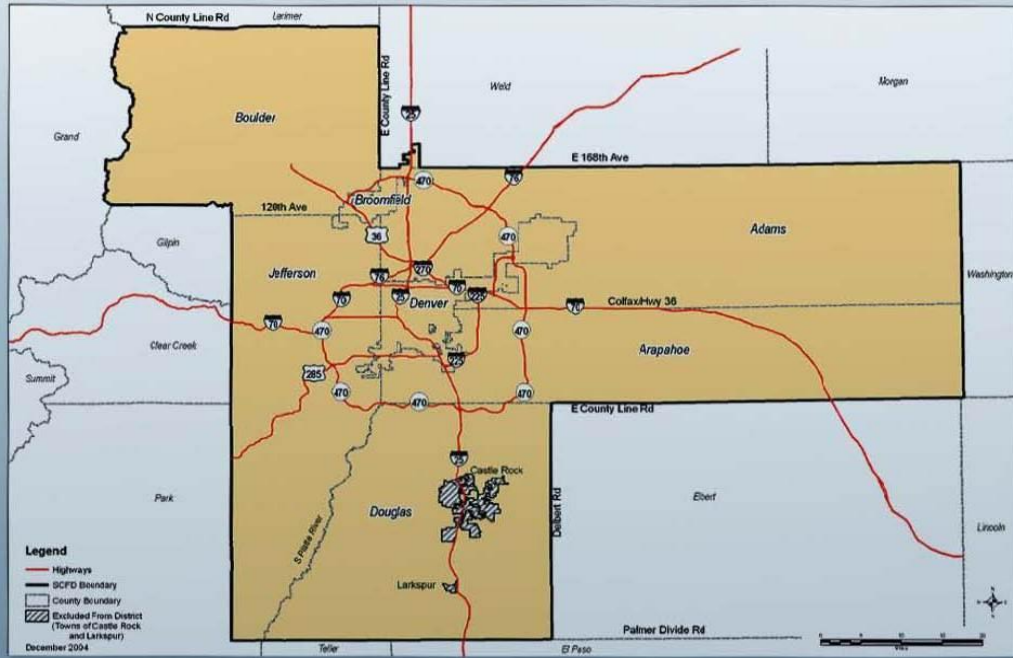 N County Line Rd
Larimer
E County Line Rd
25
Weld
Morgan
Grand
Boulder
E 168th Ave
470
76
Broomfield
120th Ave
36
470
Adams
Gilpin
Jefferson
76
270
70
225
Washington
70
25
Denver
Colfax/Hwy 36
70
70
470
470
Clear Creek
225
Arapahoe
Summit
285
470
470
470
E County Line Rd
25
Castle Rock
Park
Douglas
S Platte River
Delbert Rd
Elbert
Lincoln
Larkspur
Legend
Highways
SCFD Boundary
County Boundary
Excluded From District
(Towns of Castle Rock
and Larkspur)
December 2004
Palmer Divide Rd
Teller
El Paso